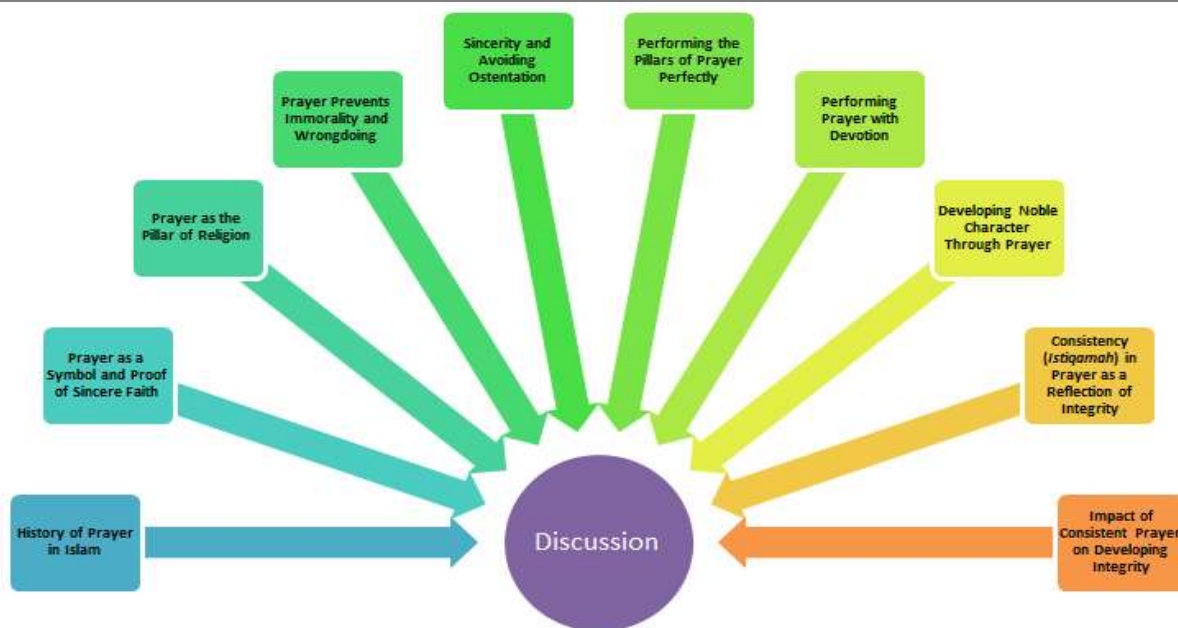 History of Prayer
in Islam
Prayer as a
Symbol and Proof
of Sincere Faith
Prayer as the
Pillar of Religion
Prayer Prevents
Immorality and
Wrongdoing
Sincerity and
Avoiding
Ostentation
Performing the
Pillars of Prayer
Perfectly
Performing
Prayer with
Devotion
Developing Noble
Character
Through Prayer
Consistency
(Istiqamah) in
Prayer as a
Reflection of
Integrity
Impact of
Consistent Prayer
on Developing
Integrity
Discussion